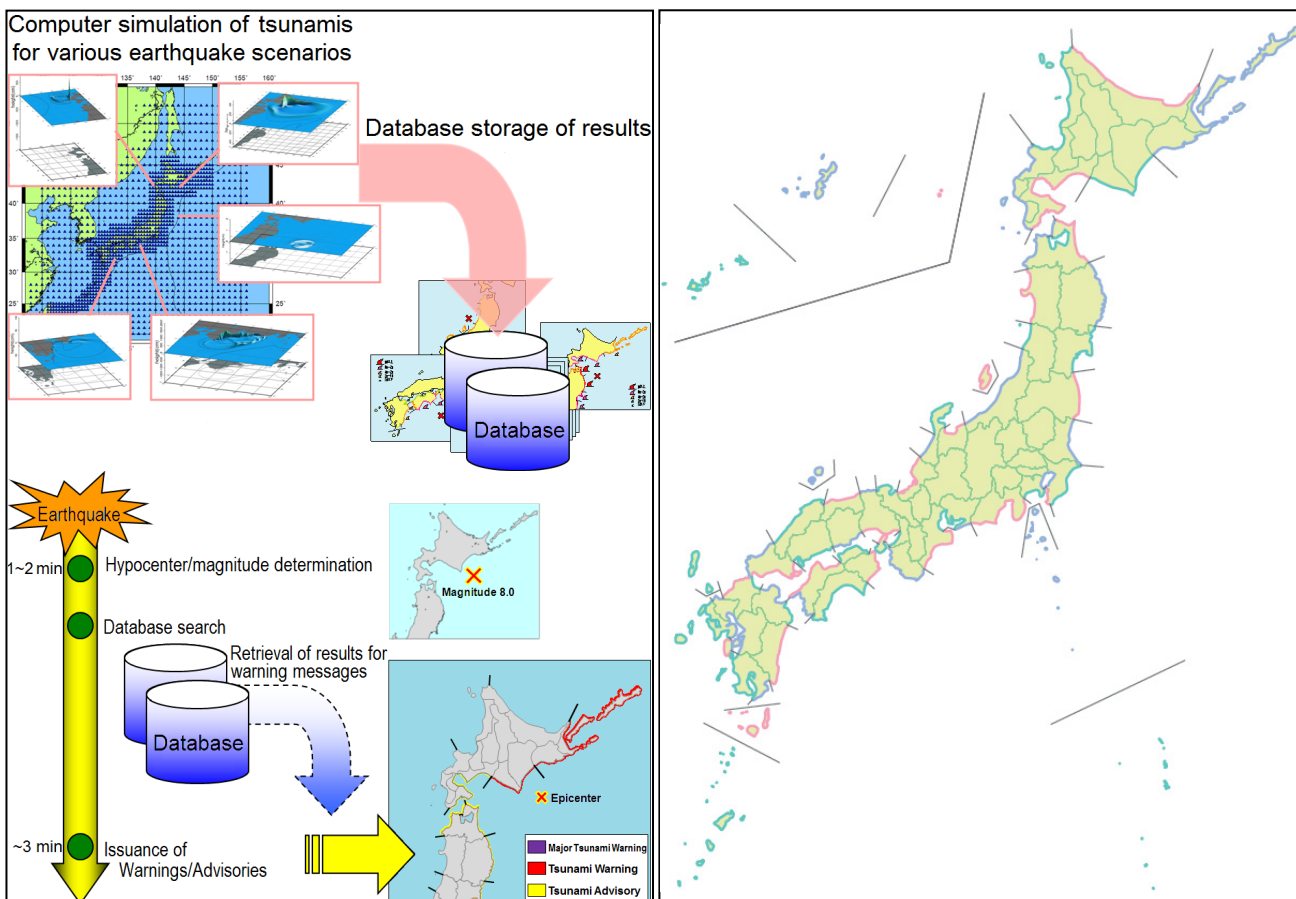 Computer simulation of tsunamis
for various earthquake scenarios
135˚ 140˚ 145˚ 150˚ 155˚ 160˚
Database storage of results
40˚
35˚
30˚
25˚
25˚
Database
Earthquake
1~2 min
Hypocenter/magnitude determination
Magnitude 8.0
Database search
Retrieval of results for
warning messages
Database
Epicenter
~3 min
Issuance of
Warnings/Advisories
Major Tsunami Warning
Tsunami Warning
Tsunami Advisory